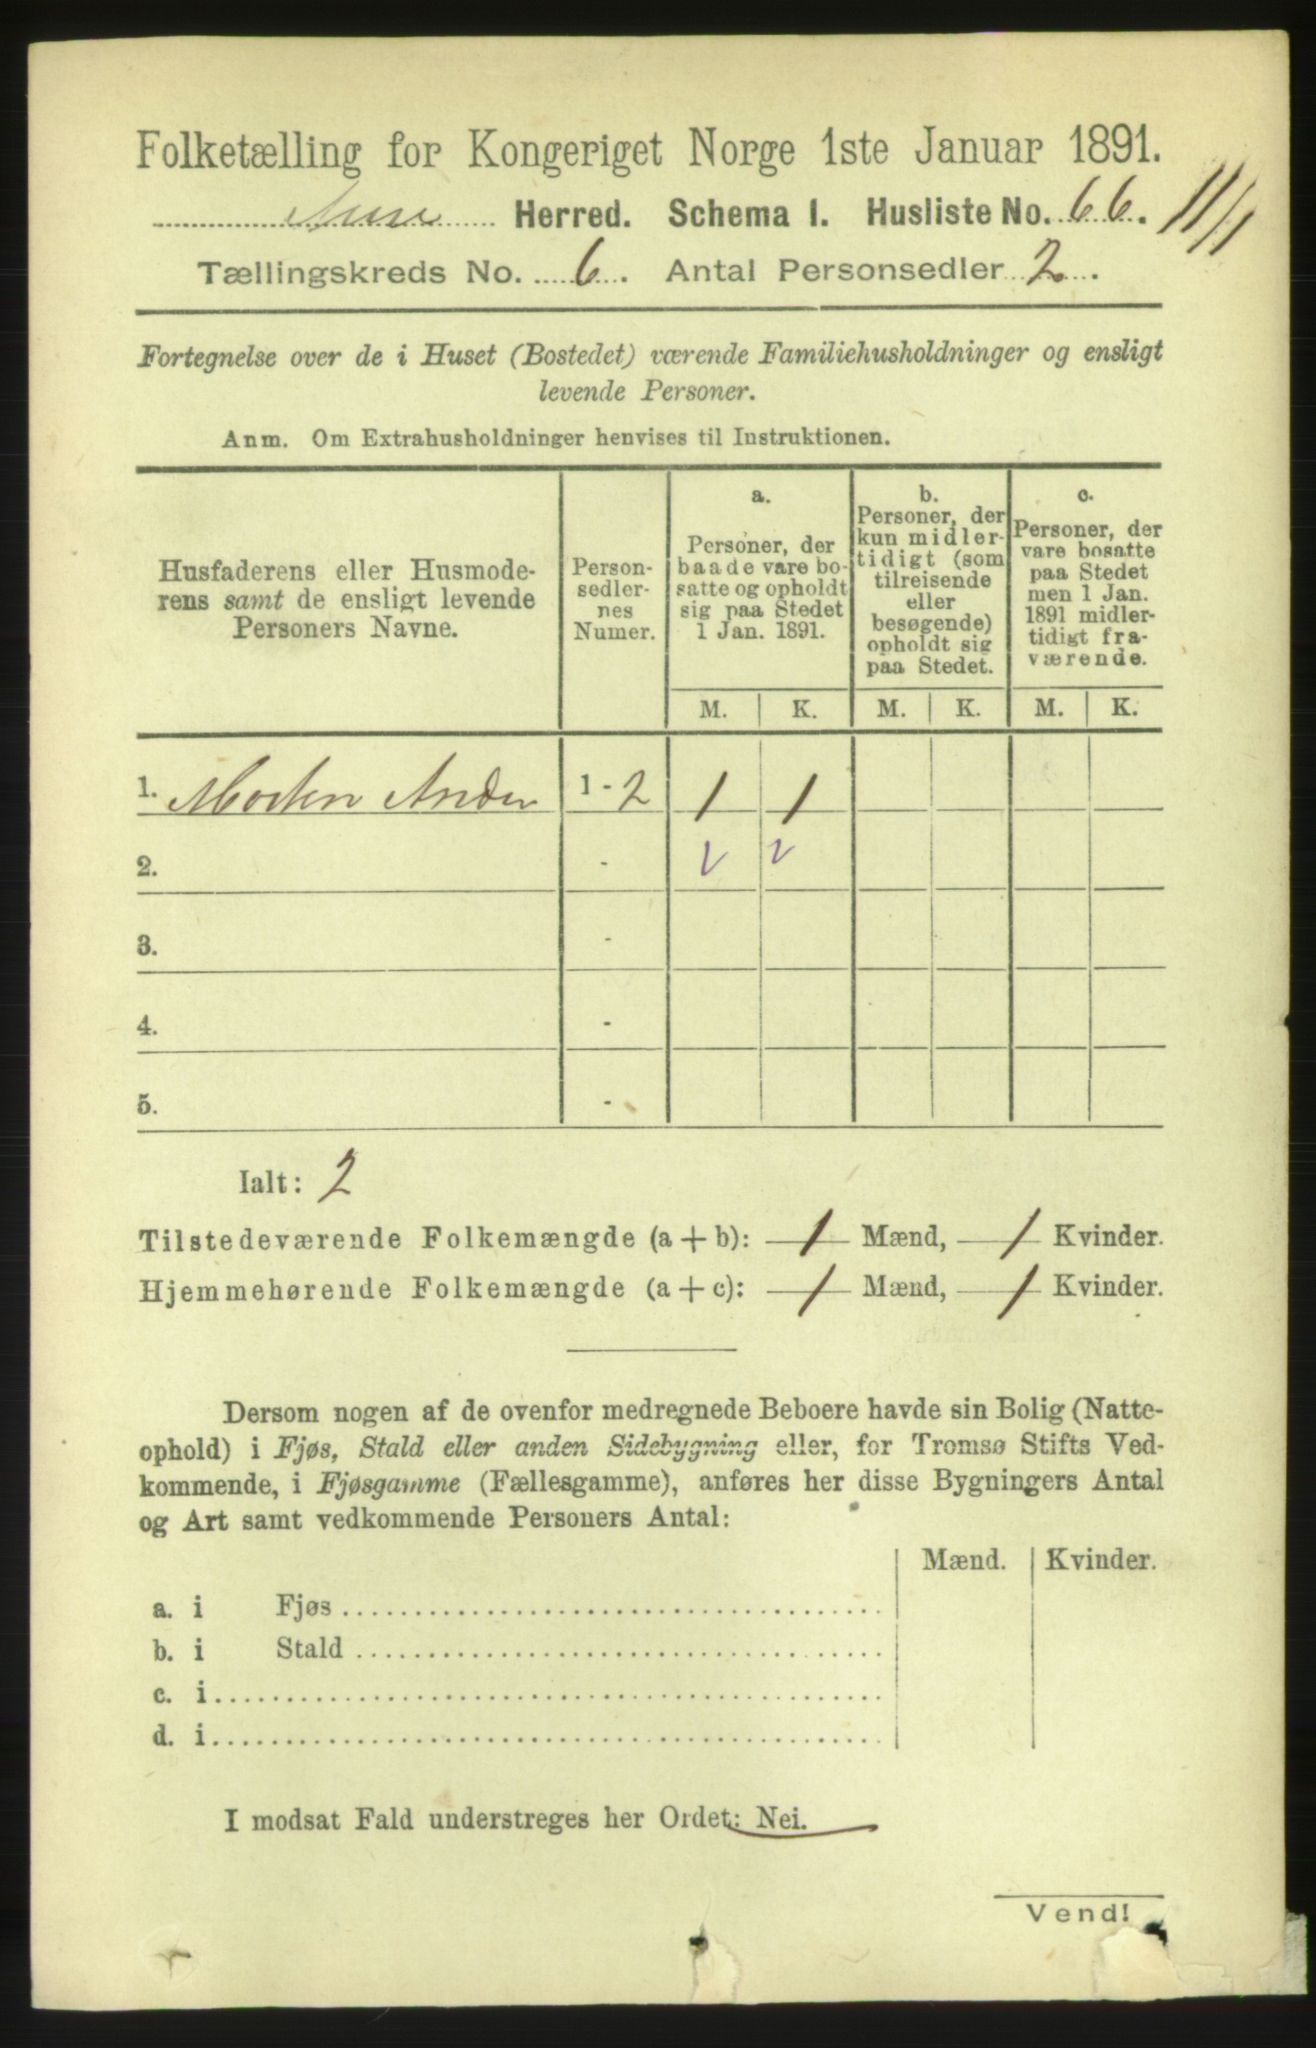 Folketælling for Kongeriget Norge 1ste Januar 1891.
Aure Herred. Schema I. Husliste No. 66. 11/1
Tællingskreds No. 6. Antal Personsedler 2.
Fortegnelse over de i Huset (Bostedet) værende Familiehusholdninger og ensligt
levende Personer.
Anm. Om Extrahusholdninger henvises til Instruktionen.
Husfaderens eller Husmode-
rens samt de ensligt levende
Personers Navne.
Person-
sedler-
nes
Numer.
a.
Personer, der
baade vare bo-
satte og opholdt
sig paa Stedet
1 Jan. 1891.
b.
Personer, der
kun midler-
tidigt (som
tilreisende
eller
besøgende)
opholdt sig
paa Stedet.
c.
Personer, der
vare bosatte
paa Stedet
men 1 Jan.
1891 midler-
tidigt fra-
værende.
M. K. M. K. M. K.
1. Morten Ander 1-2 1 1
2. - v v
3. -
4. -
5. -
Ialt: 2
Tilstedeværende Folkemængde (a+b): 1 Mænd, 1 Kvinder.
Hjemmehørende Folkemængde (a+c): 1 Mænd, 1 Kvinder.
Dersom nogen af de ovenfor medregnede Beboere havde sin Bolig (Natte-
ophold) i Fjøs, Stald eller anden Sidebygning eller, for Tromsø Stifts Ved-
kommende, i Fjøsgamme (Fællesgamme), anføres her disse Bygningers Antal
og Art samt vedkommende Personers Antal:
Mænd. Kvinder.
a. i Fjøs
b. i Stald
c. i
d. i
I modsat Fald understreges her Ordet: Nei.
Vend!